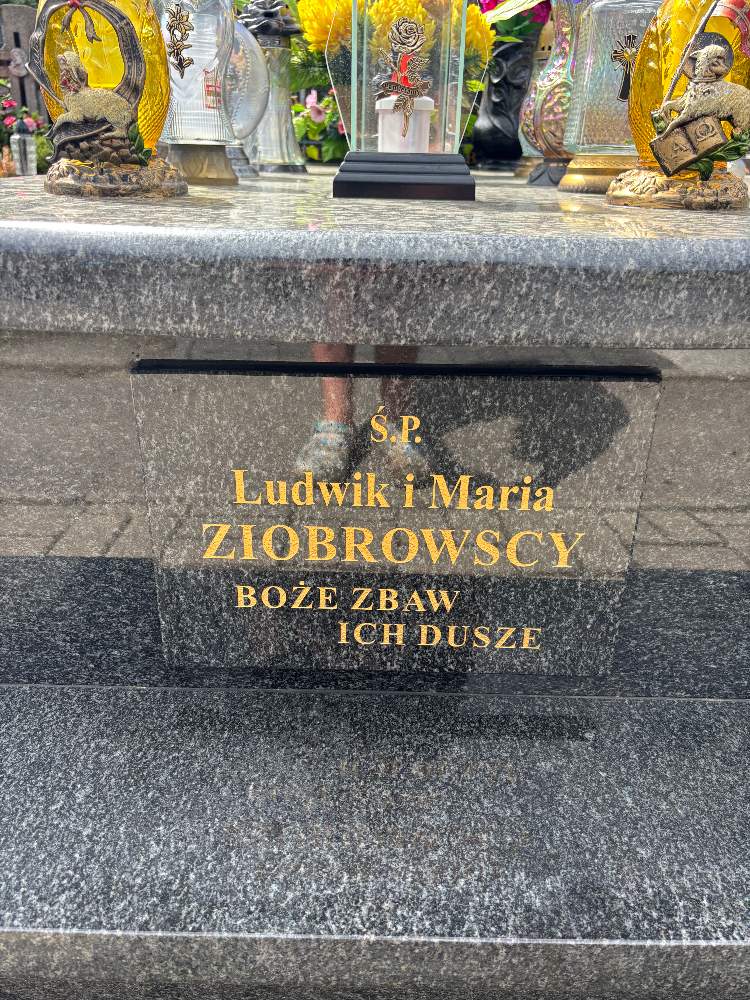 Ś.P.
Ludwik i Maria
ZIOBROWSCY
BOŻE ZBAW
ICH DUSZE